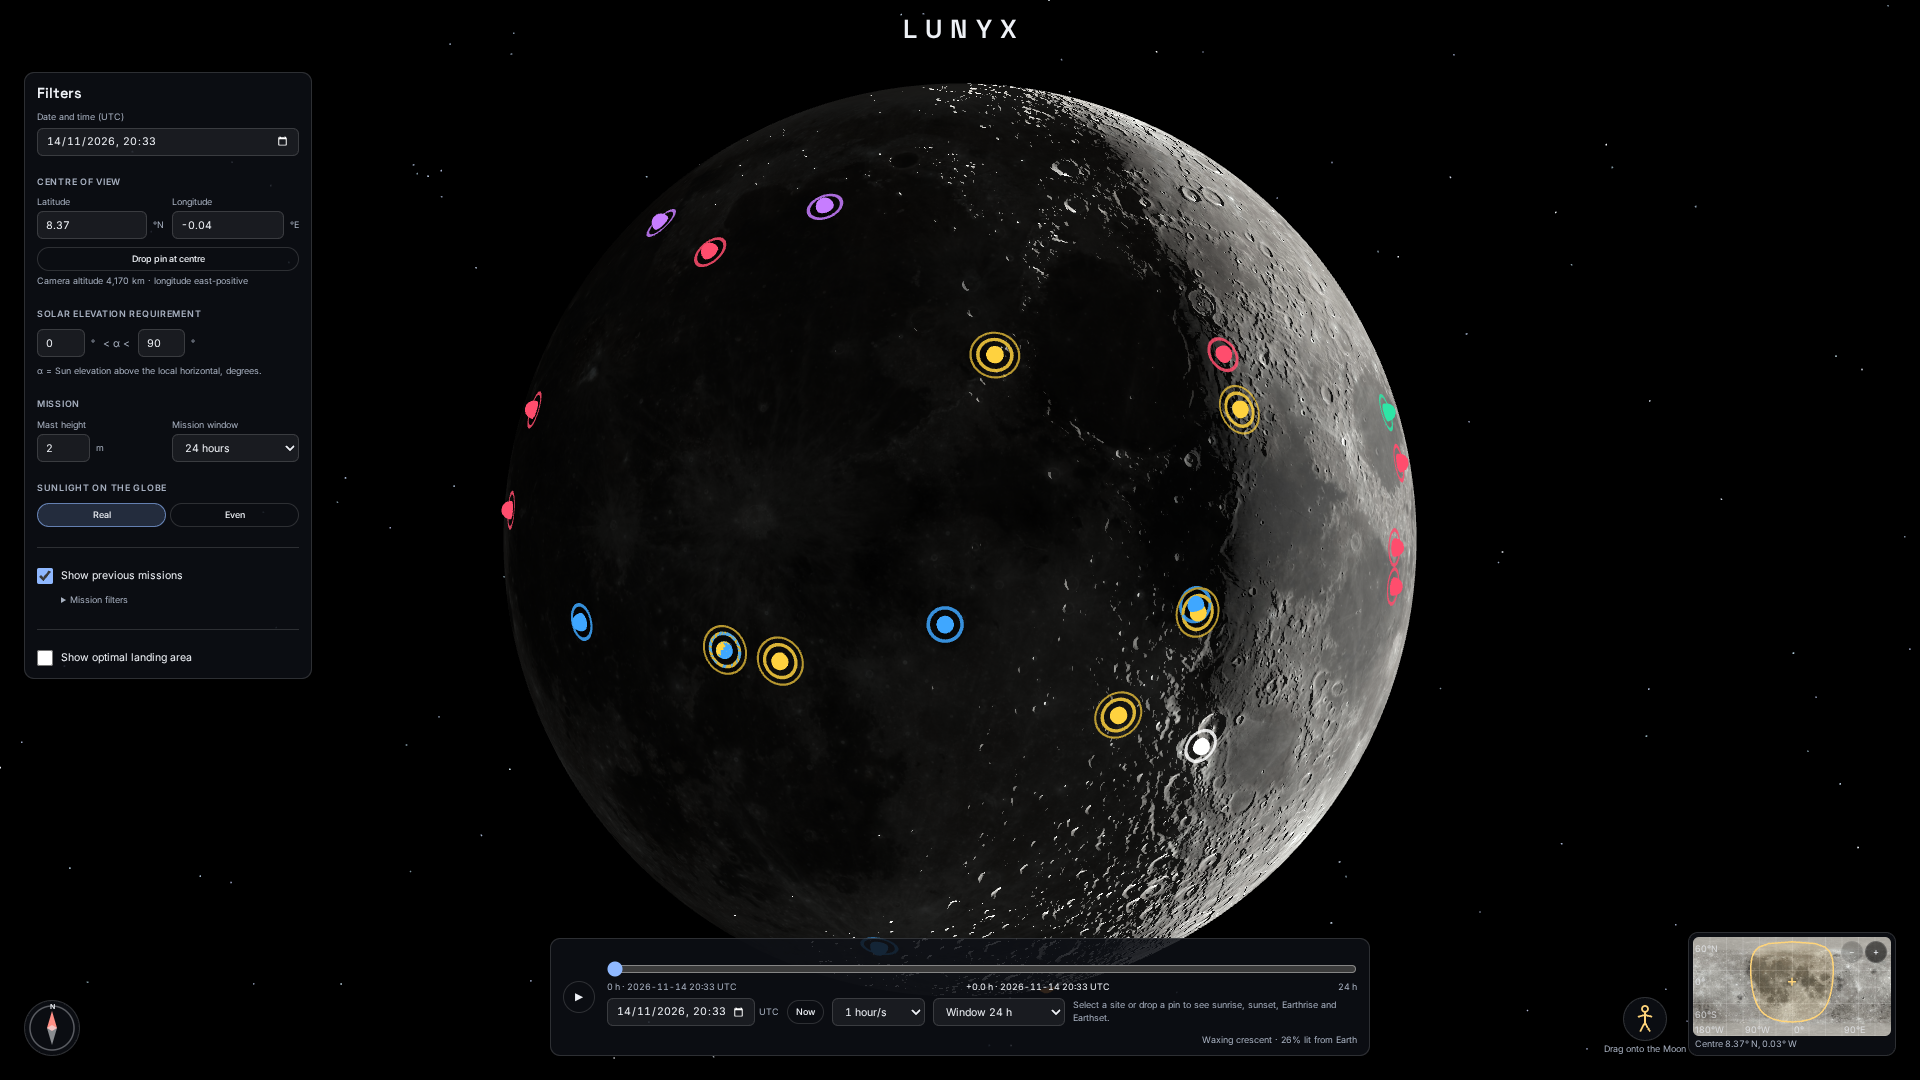 LUNYX
Filters
Date and time (UTC)
14/11/2026, 20:33
CENTRE OF VIEW
Latitude
Longitude
8.37 °N
-0.04 °E
Drop pin at centre
Camera altitude 4,170 km · longitude east-positive
SOLAR ELEVATION REQUIREMENT
0 ° < α < 90 °
α = Sun elevation above the local horizontal, degrees.
MISSION
Mast height
Mission window
2 m
24 hours
SUNLIGHT ON THE GLOBE
Real
Even
Show previous missions
▸ Mission filters
Show optimal landing area
N
▶
0 h · 2026-11-14 20:33 UTC
+0.0 h · 2026-11-14 20:33 UTC
24 h
14/11/2026, 20:33 UTC
Now
1 hour/s
Window 24 h
Select a site or drop a pin to see sunrise, sunset, Earthrise and
Earthset.
Waxing crescent · 26% lit from Earth
Drag onto the Moon
60°N
0°
60°S
180°W 90°W 0° 90°E
−
+
Centre 8.37° N, 0.03° W